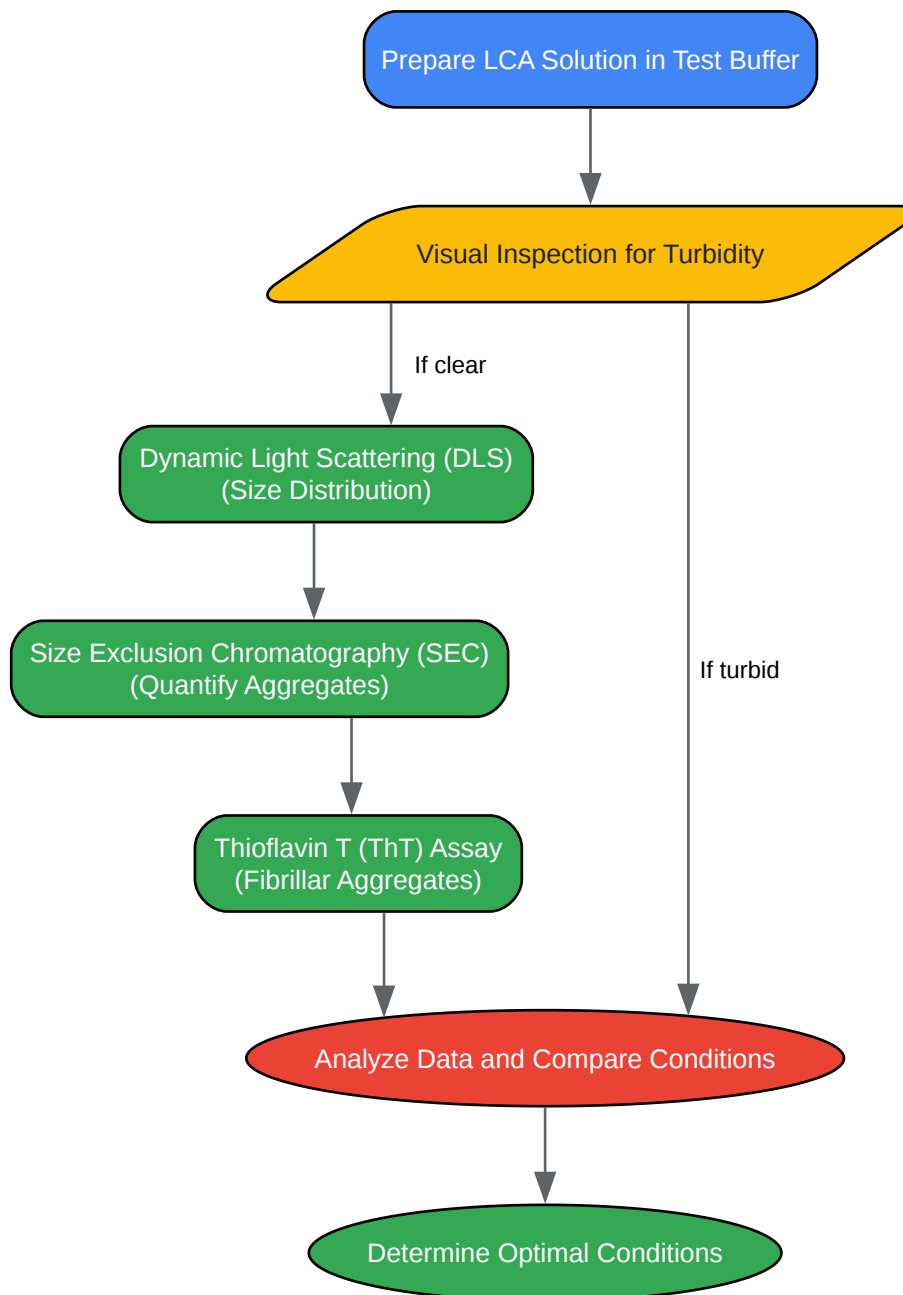 Prepare LCA Solution in Test Buffer
Visual Inspection for Turbidity
If clear
Dynamic Light Scattering (DLS)
(Size Distribution)
Size Exclusion Chromatography (SEC)
(Quantify Aggregates)
If turbid
Thioflavin T (ThT) Assay
(Fibrillar Aggregates)
Analyze Data and Compare Conditions
Determine Optimal Conditions